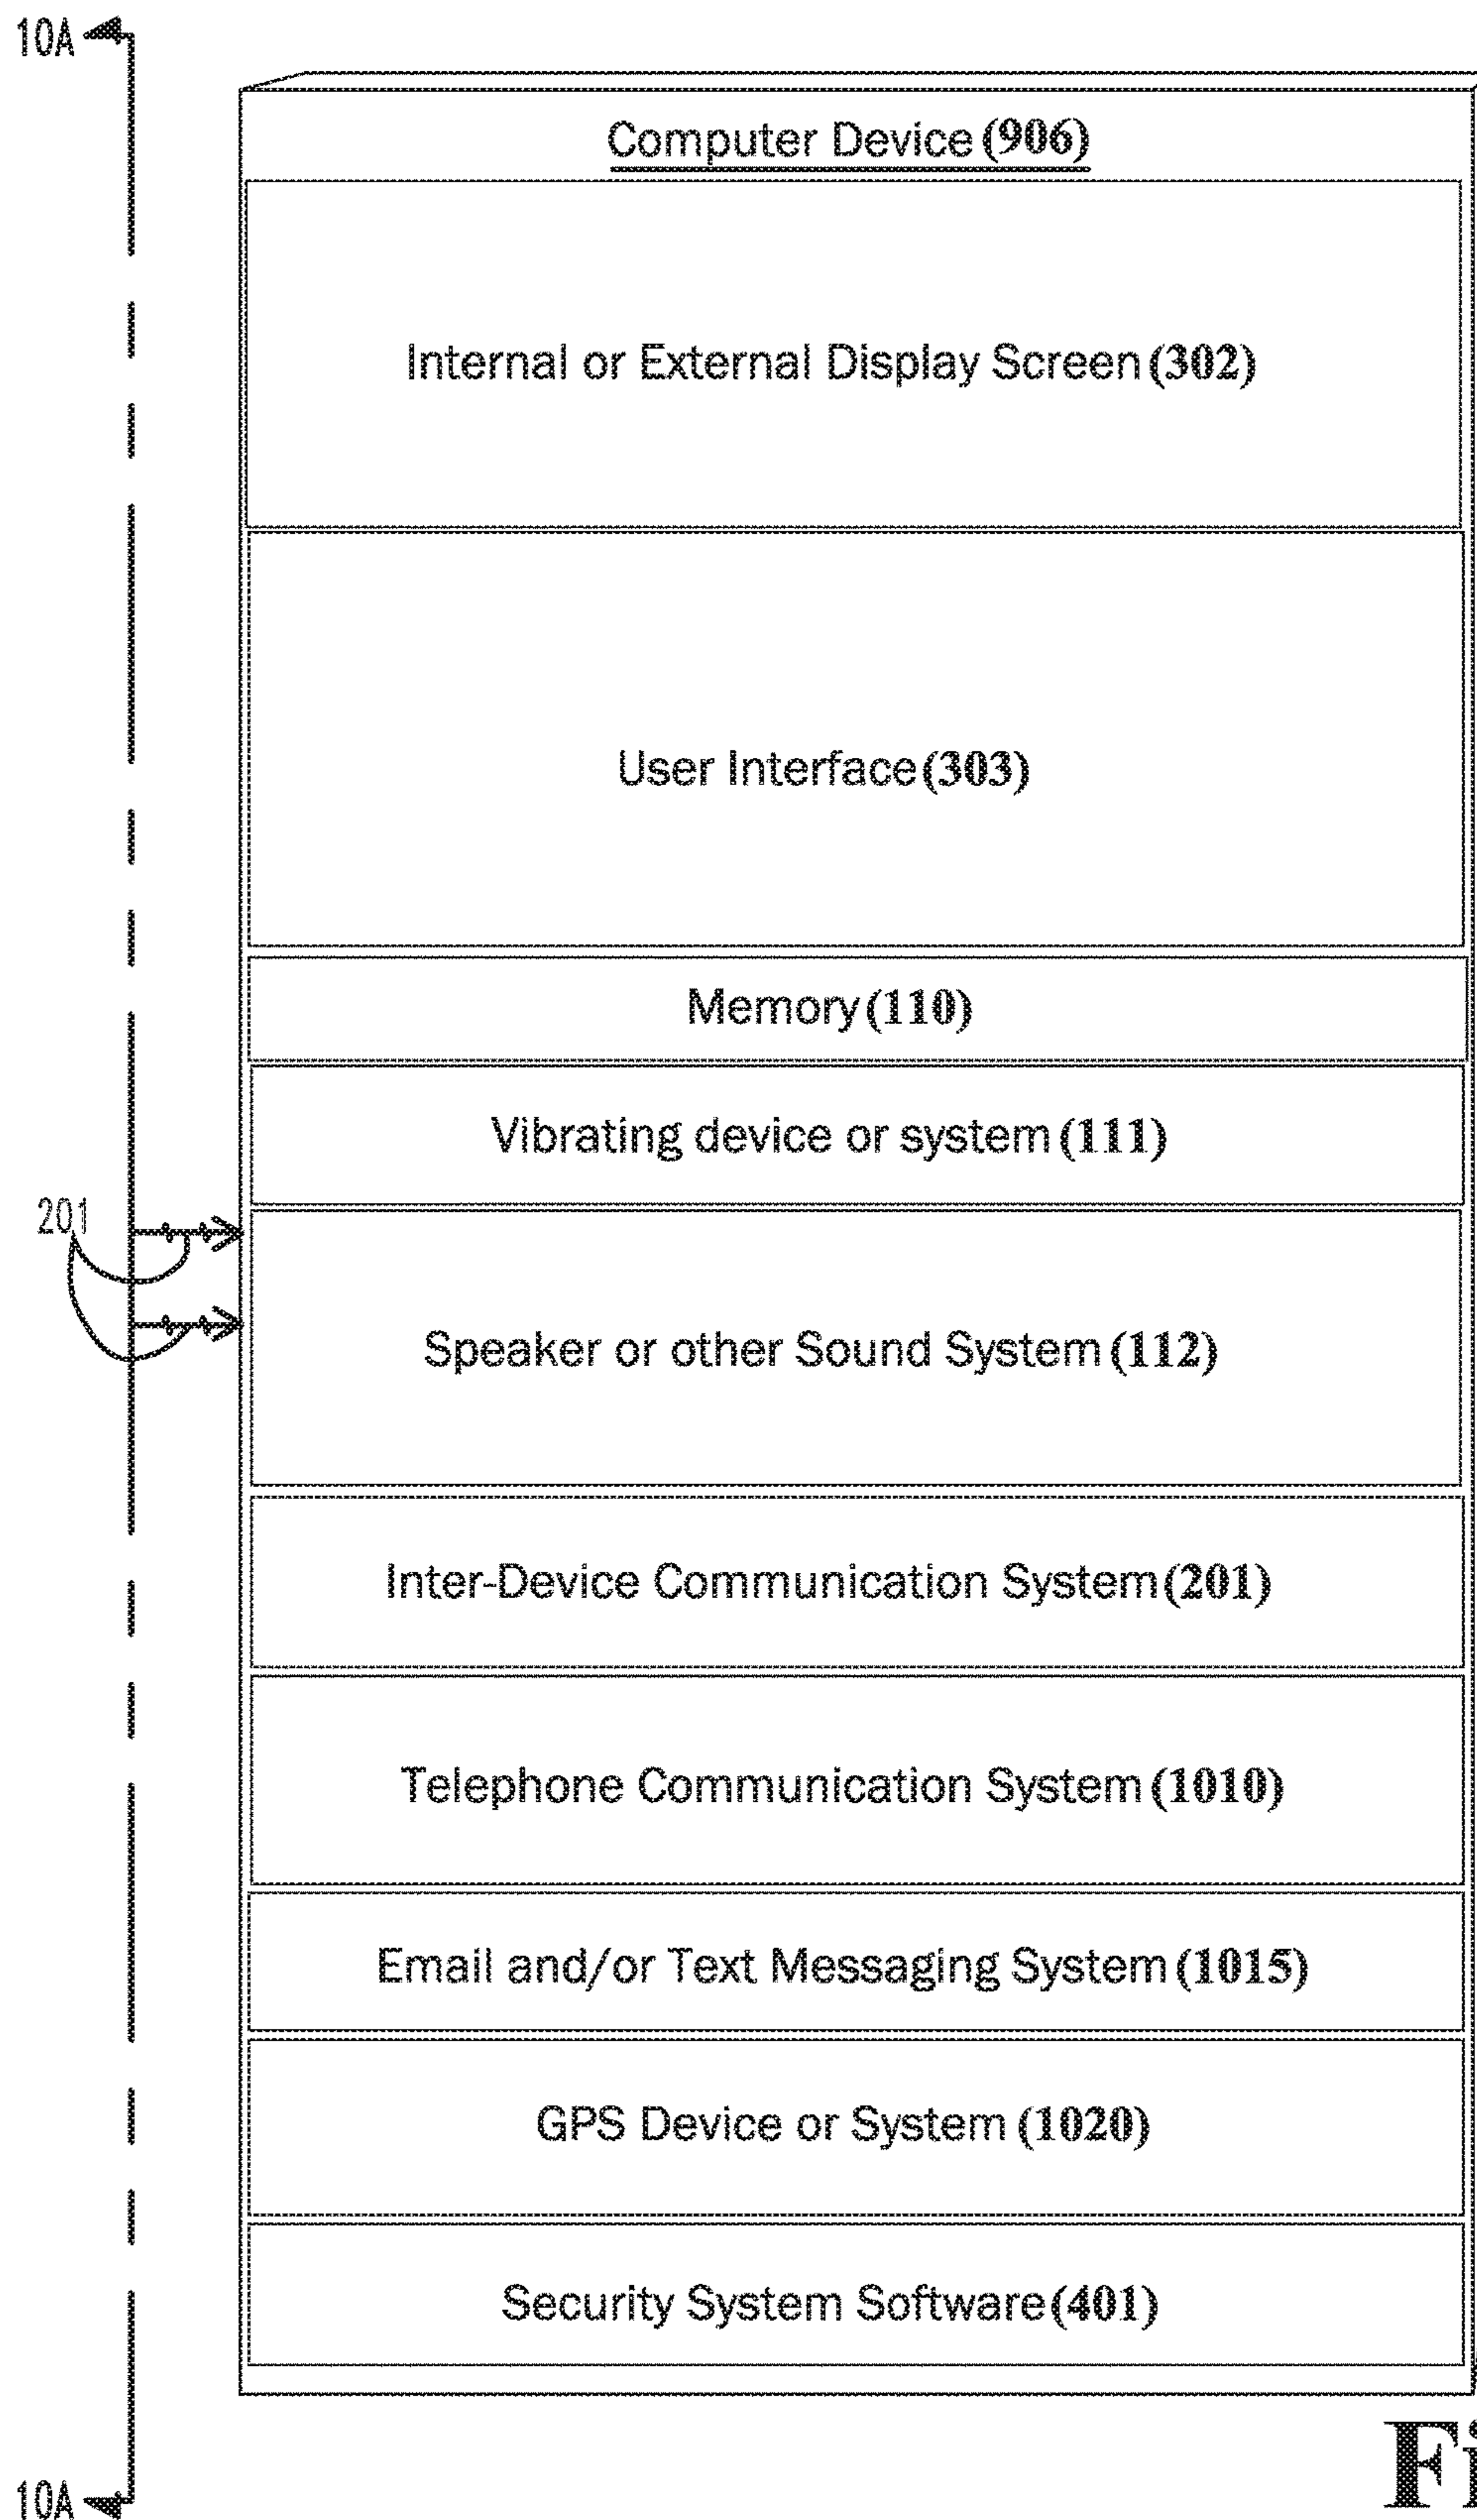 10A
Computer Device (906)
Internal or External Display Screen (302)
User Interface (303)
Memory (110)
Vibrating device or system (111)
201
Speaker or other Sound System (112)
Inter-Device Communication System (201)
Telephone Communication System (1010)
Email and/or Text Messaging System (1015)
GPS Device or System (1020)
Security System Software (401)
Fi
10A